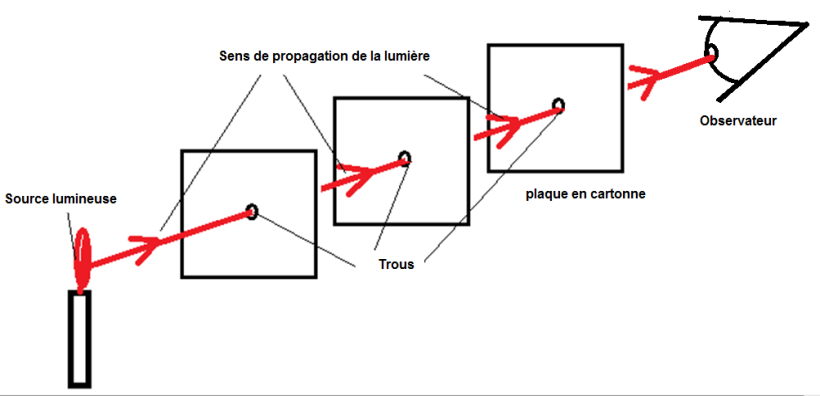 Sens de propagation de la lumière
Observateur
Source lumineuse
plaque en cartonne
Trous